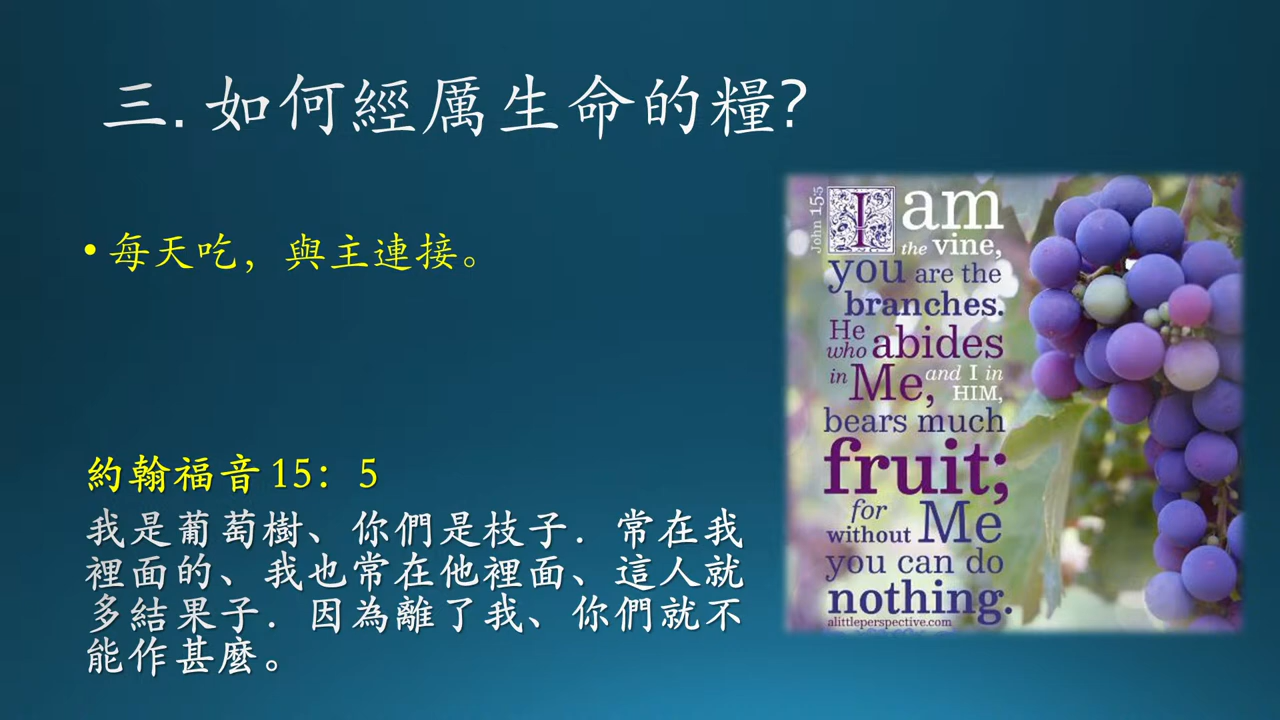 三. 如何經厲生命的糧?
• 每天吃，與主連接。
約翰福音 15：5
我是葡萄樹、你們是枝子．常在我
裡面的、我也常在他裡面、這人就
多結果子．因為離了我、你們就不
能作甚麼。
John 15:5
I am
the vine,
you are the
branches.
He
who abides
in Me, and I in
HIM,
bears much
fruit;
for
without Me
you can do
nothing.
alittleperspective.com